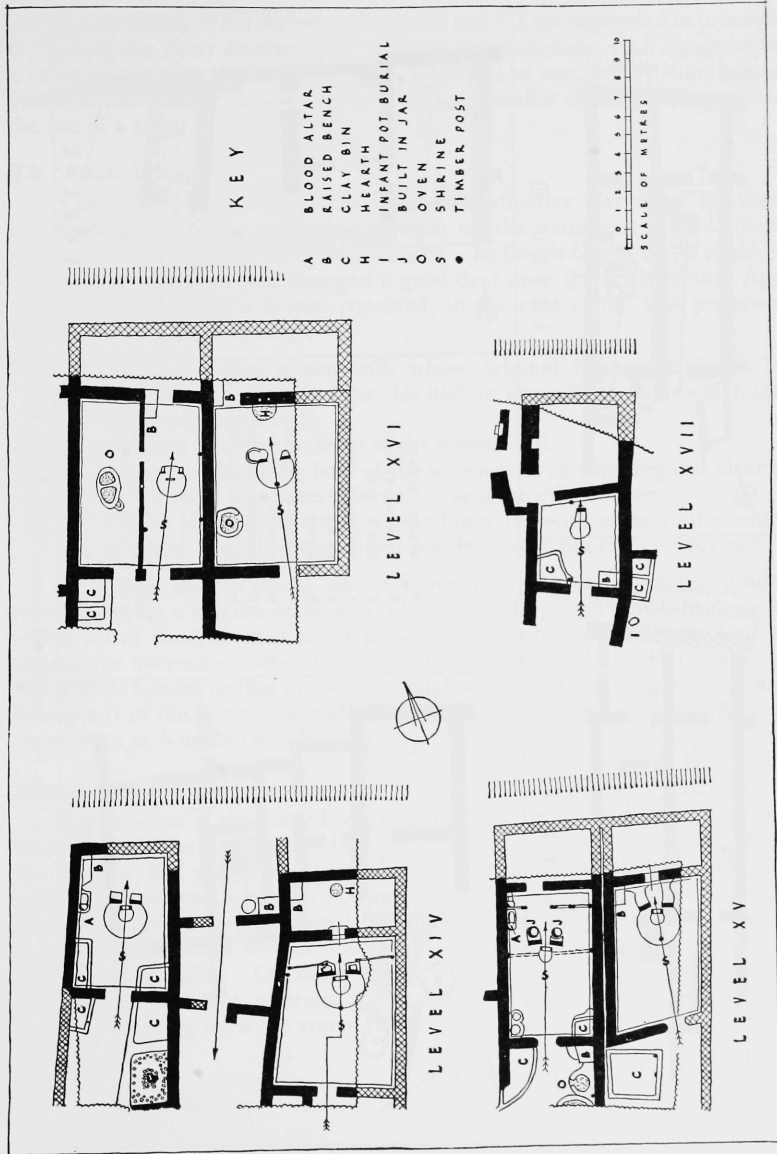 C
C
B
A
S
C
C
O
B
B
H
S
LEVEL XIV
C
C
O
B
B
S
H
B
O
S
LEVEL XVI
KEY
A BLOOD ALTAR
B RAISED BENCH
C CLAY BIN
H HEARTH
I INFANT POT BURIAL
J BUILT IN JAR
O OVEN
S SHRINE
• TIMBER POST
C
A
J
J
S
C
B
O
C
B
S
LEVEL XV
C
S
B
C
C
I O
LEVEL XVII
0 1 2 3 4 5 6 7 8 9 10
SCALE OF METRES